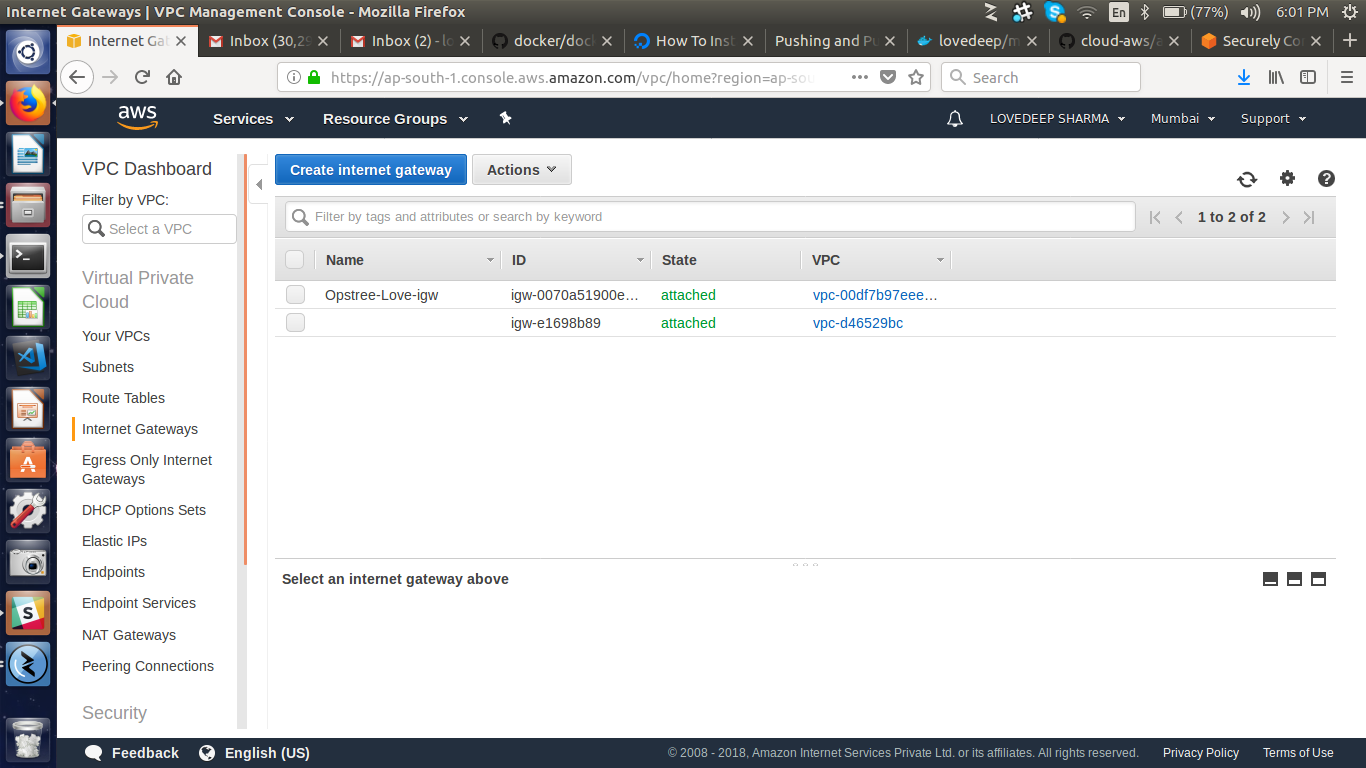 Internet Gateways | VPC Management Console - Mozilla Firefox
En (77%) 6:01 PM
Internet Gat Inbox (30,29 Inbox (2) - lo docker/dock How To Inst Pushing and Pu lovedeep/m cloud-aws/a Securely Co
https://ap-south-1.console.aws.amazon.com/vpc/home?region=ap-sou Search
aws Services Resource Groups LOVEDEEP SHARMA Mumbai Support
VPC Dashboard
Filter by VPC:
Select a VPC
Virtual Private
Cloud
Your VPCs
Subnets
Route Tables
Internet Gateways
Egress Only Internet
Gateways
DHCP Options Sets
Elastic IPs
Endpoints
Endpoint Services
NAT Gateways
Peering Connections
Security
Create internet gateway Actions
Filter by tags and attributes or search by keyword 1 to 2 of 2
Name ID State VPC
Opstree-Love-igw igw-0070a51900e… attached vpc-00df7b97eee…
igw-e1698b89 attached vpc-d46529bc
Select an internet gateway above
Feedback English (US) © 2008 - 2018, Amazon Internet Services Private Ltd. or its affiliates. All rights reserved. Privacy Policy Terms of Use